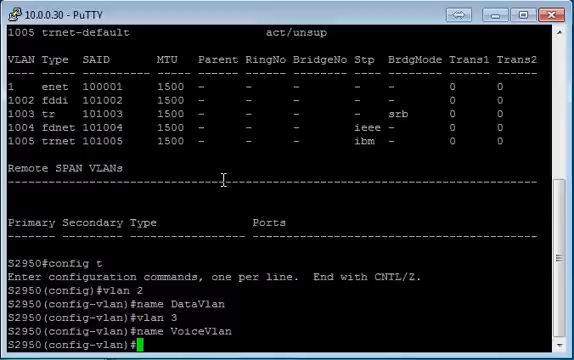 10.0.0.30 - PuTTY
1005 trnet-default                    act/unsup
VLAN Type  SAID       MTU   Parent RingNo BridgeNo Stp  BrdgMode Trans1 Trans2
---- ----- ---------- ----- ------ ------ -------- ---- -------- ------ ------
1    enet  100001     1500  -      -      -        -    -        0      0
1002 fddi  101002     1500  -      -      -        -    -        0      0
1003 tr    101003     1500  -      -      -        -    srb      0      0
1004 fdnet 101004     1500  -      -      -        ieee -        0      0
1005 trnet 101005     1500  -      -      -        ibm  -        0      0
Remote SPAN VLANs
------------------------------------------------------------------------------
Primary Secondary Type              Ports
------- --------- ----------------- ------------------------------------------
S2950#config t
Enter configuration commands, one per line.  End with CNTL/Z.
S2950(config)#vlan 2
S2950(config-vlan)#name DataVlan
S2950(config-vlan)#vlan 3
S2950(config-vlan)#name VoiceVlan
S2950(config-vlan)#